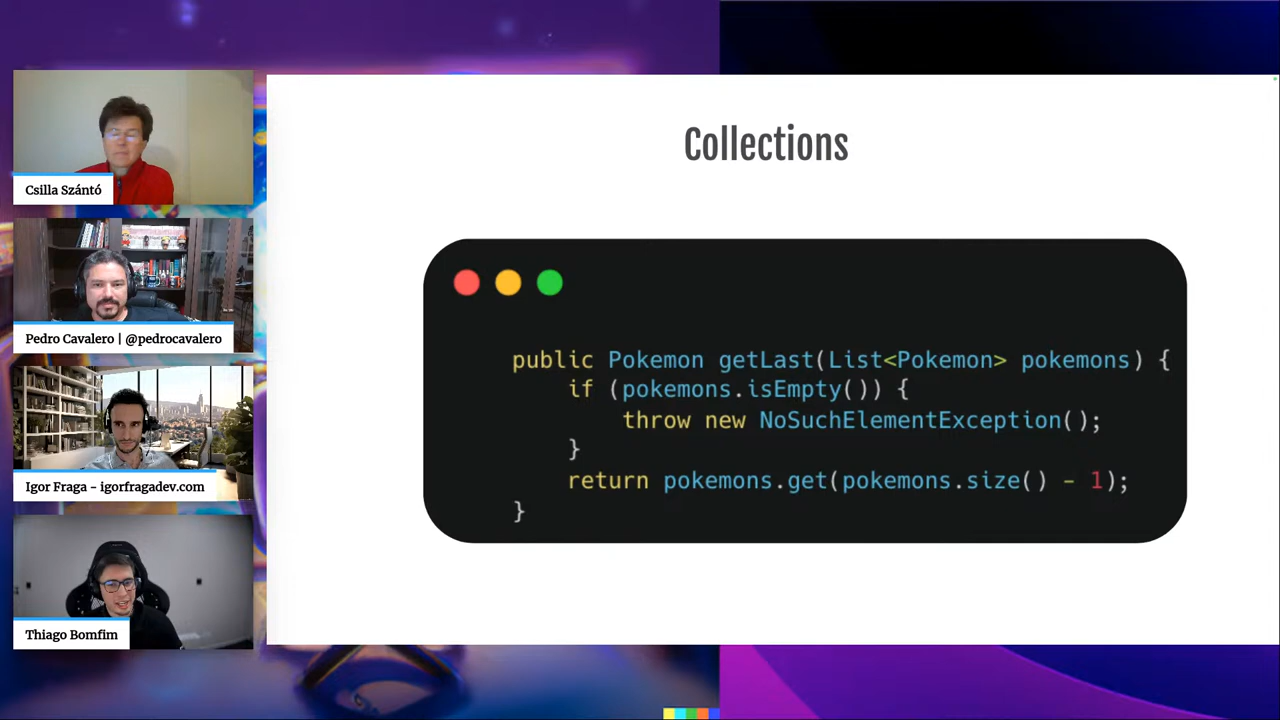 Collections
Csilla Szántó
Pedro Cavalero | @pedrocavalero
Igor Fraga - igorfragadev.com
Thiago Bomfim
public Pokemon getLast(List<Pokemon> pokemons) {
if (pokemons.isEmpty()) {
throw new NoSuchElementException();
}
return pokemons.get(pokemons.size() - 1);
}